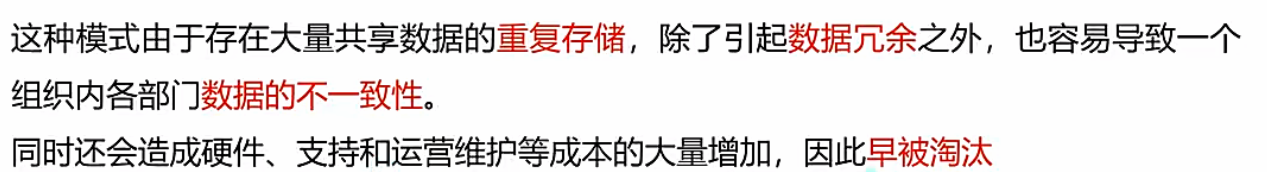 这种模式由于存在大量共享数据的重复存储，除了引起数据冗余之外，也容易导致一个
组织内各部门数据的不一致性。
同时还会造成硬件、支持和运营维护等成本的大量增加，因此早被淘汰